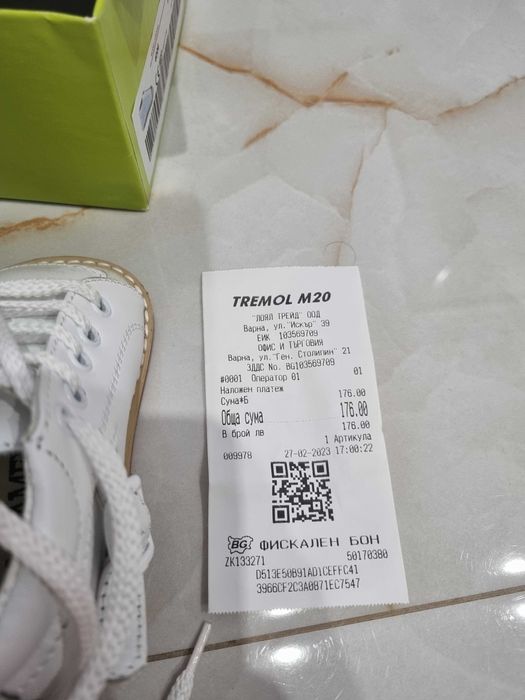 TREMOL M20
"ЛОЯЛ ТРЕЙД" ООД
Варна, ул."Искър" 39
ЕИК 103569709
ОФИС И ТЪРГОВИЯ
Варна, ул."Ген. Столипин" 21
ЗДДС No. BG103569709
#0001 Оператор 01 01
Наложен платеж 176.00
Сума*Б
Обща сума 176.00
В брой лв 176.00
1 Артикула
009978 27-02-2023 17:00:22
BG ФИСКАЛЕН БОН
ZK133271 50170380
D513E50B91AD1CEFFC41
3966CF2C3A0871EC7547